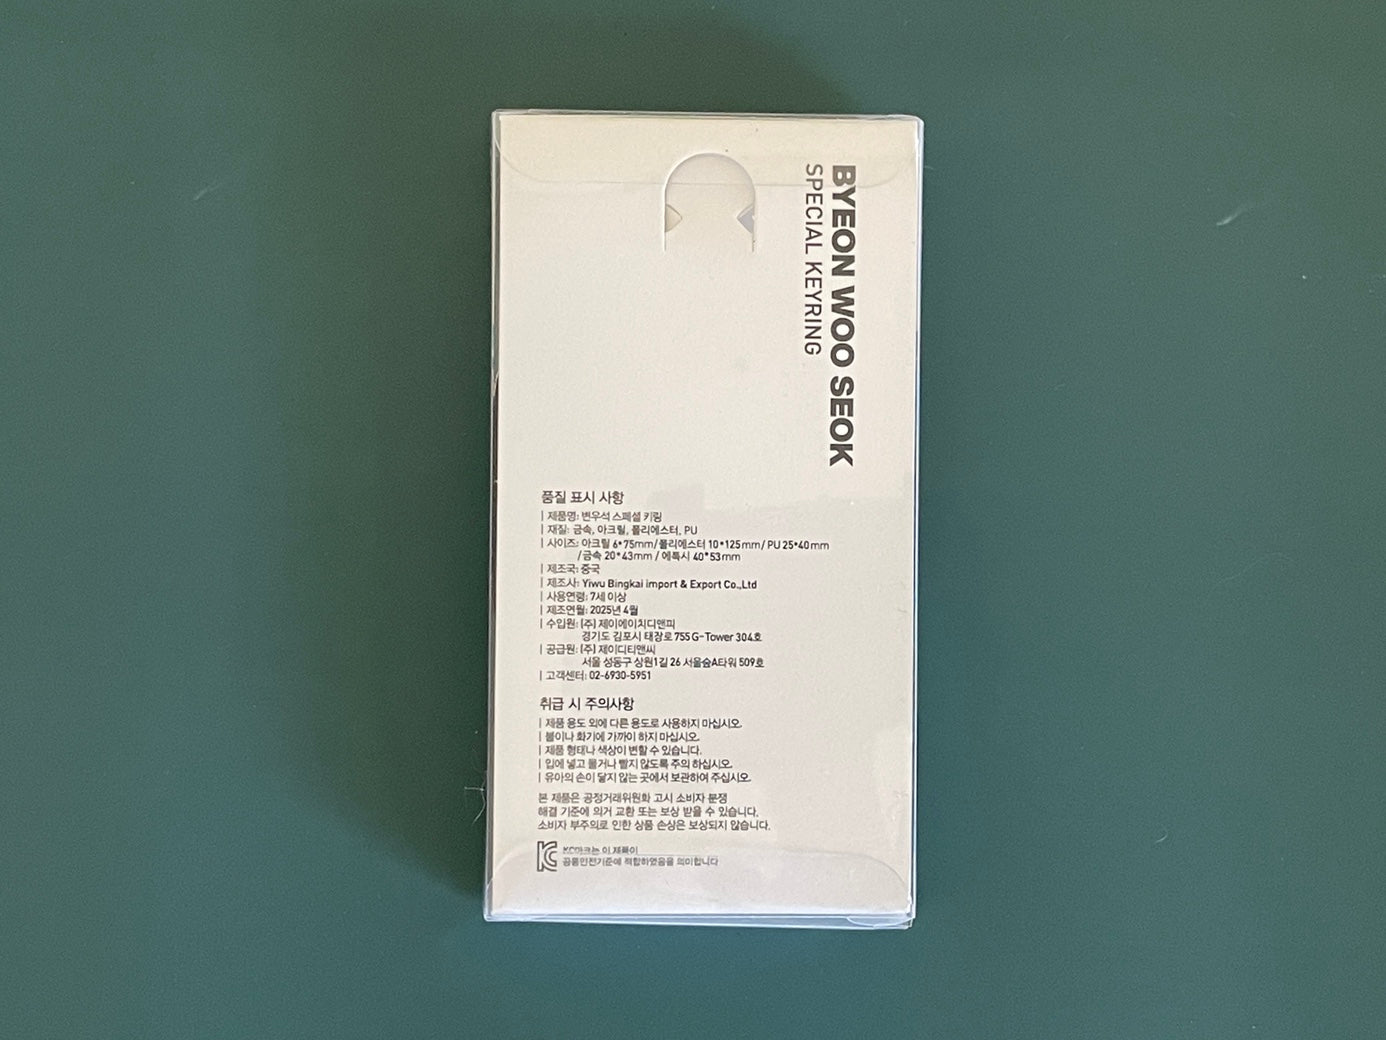 BYEON WOO SEOK
SPECIAL KEYRING
품질 표시 사항
| 제품명: 변우석 스페셜 키링
| 재질: 금속, 아크릴, 폴리에스터, PU
| 사이즈: 아크릴 6*75mm/폴리에스터 10*125mm/ PU 25*40mm
/금속 20*43mm / 에폭시 40*53mm
| 제조국: 중국
| 제조사: Yiwu Bingkai import & Export Co.,Ltd
| 사용연령: 7세 이상
| 제조연월: 2025년 4월
| 수입원: (주) 제이에이치디앤피
경기도 김포시 태장로 755 G-Tower 304호
| 공급원: (주) 제이디티앤씨
서울 성동구 상원1길 26 서울숲A타워 509호
| 고객센터: 02-6930-5951
취급 시 주의사항
| 제품 용도 외에 다른 용도로 사용하지 마십시오.
| 불이나 화기에 가까이 하지 마십시오.
| 제품 형태나 색상이 변할 수 있습니다.
| 입에 넣고 물거나 빨지 않도록 주의 하십시오.
| 유아의 손이 닿지 않는 곳에서 보관하여 주십시오.
본 제품은 공정거래위원회 고시 소비자 분쟁
해결 기준에 의거 교환 또는 보상 받을 수 있습니다.
소비자 부주의로 인한 상품 손상은 보상되지 않습니다.
KC마크는 이 제품이
공통안전기준에 적합하였음을 의미합니다